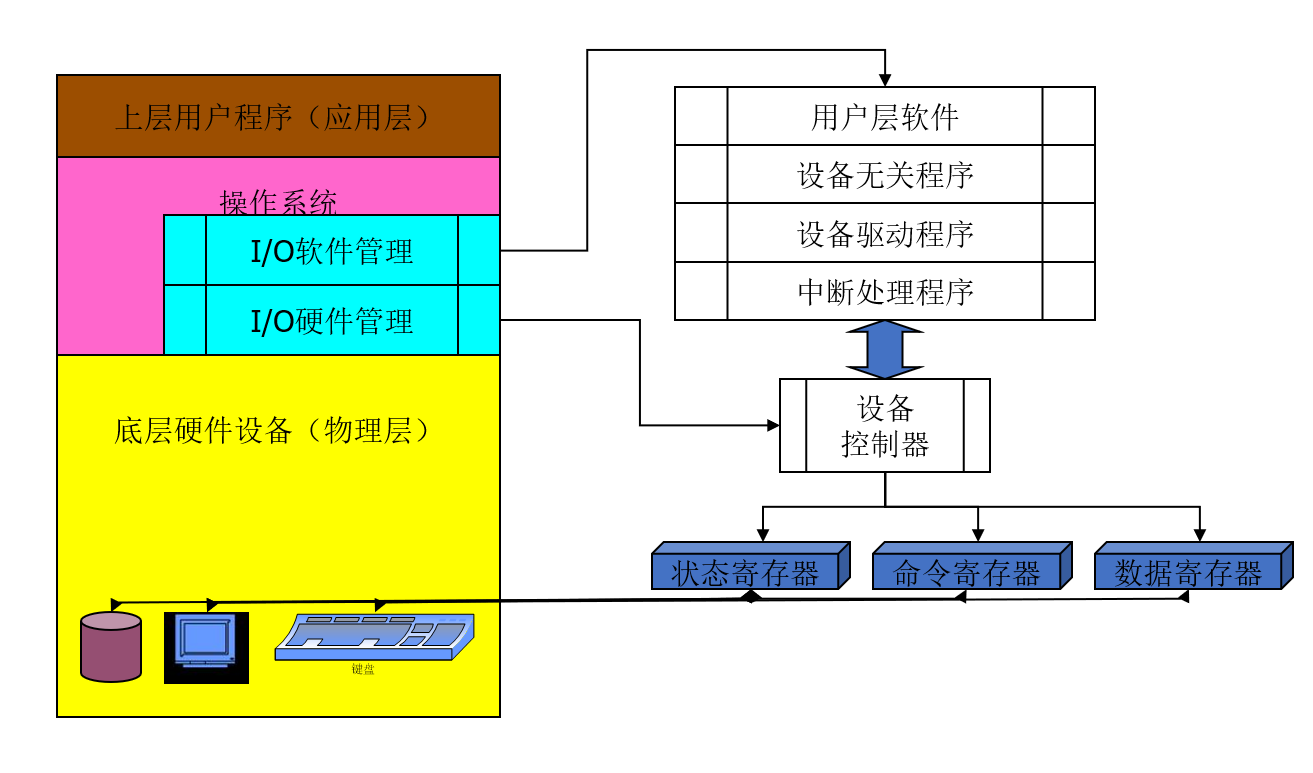 上层用户程序（应用层）
操作系统
I/O软件管理
I/O硬件管理
底层硬件设备（物理层）
键盘
用户层软件
设备无关程序
设备驱动程序
中断处理程序
设备
控制器
状态寄存器
命令寄存器
数据寄存器